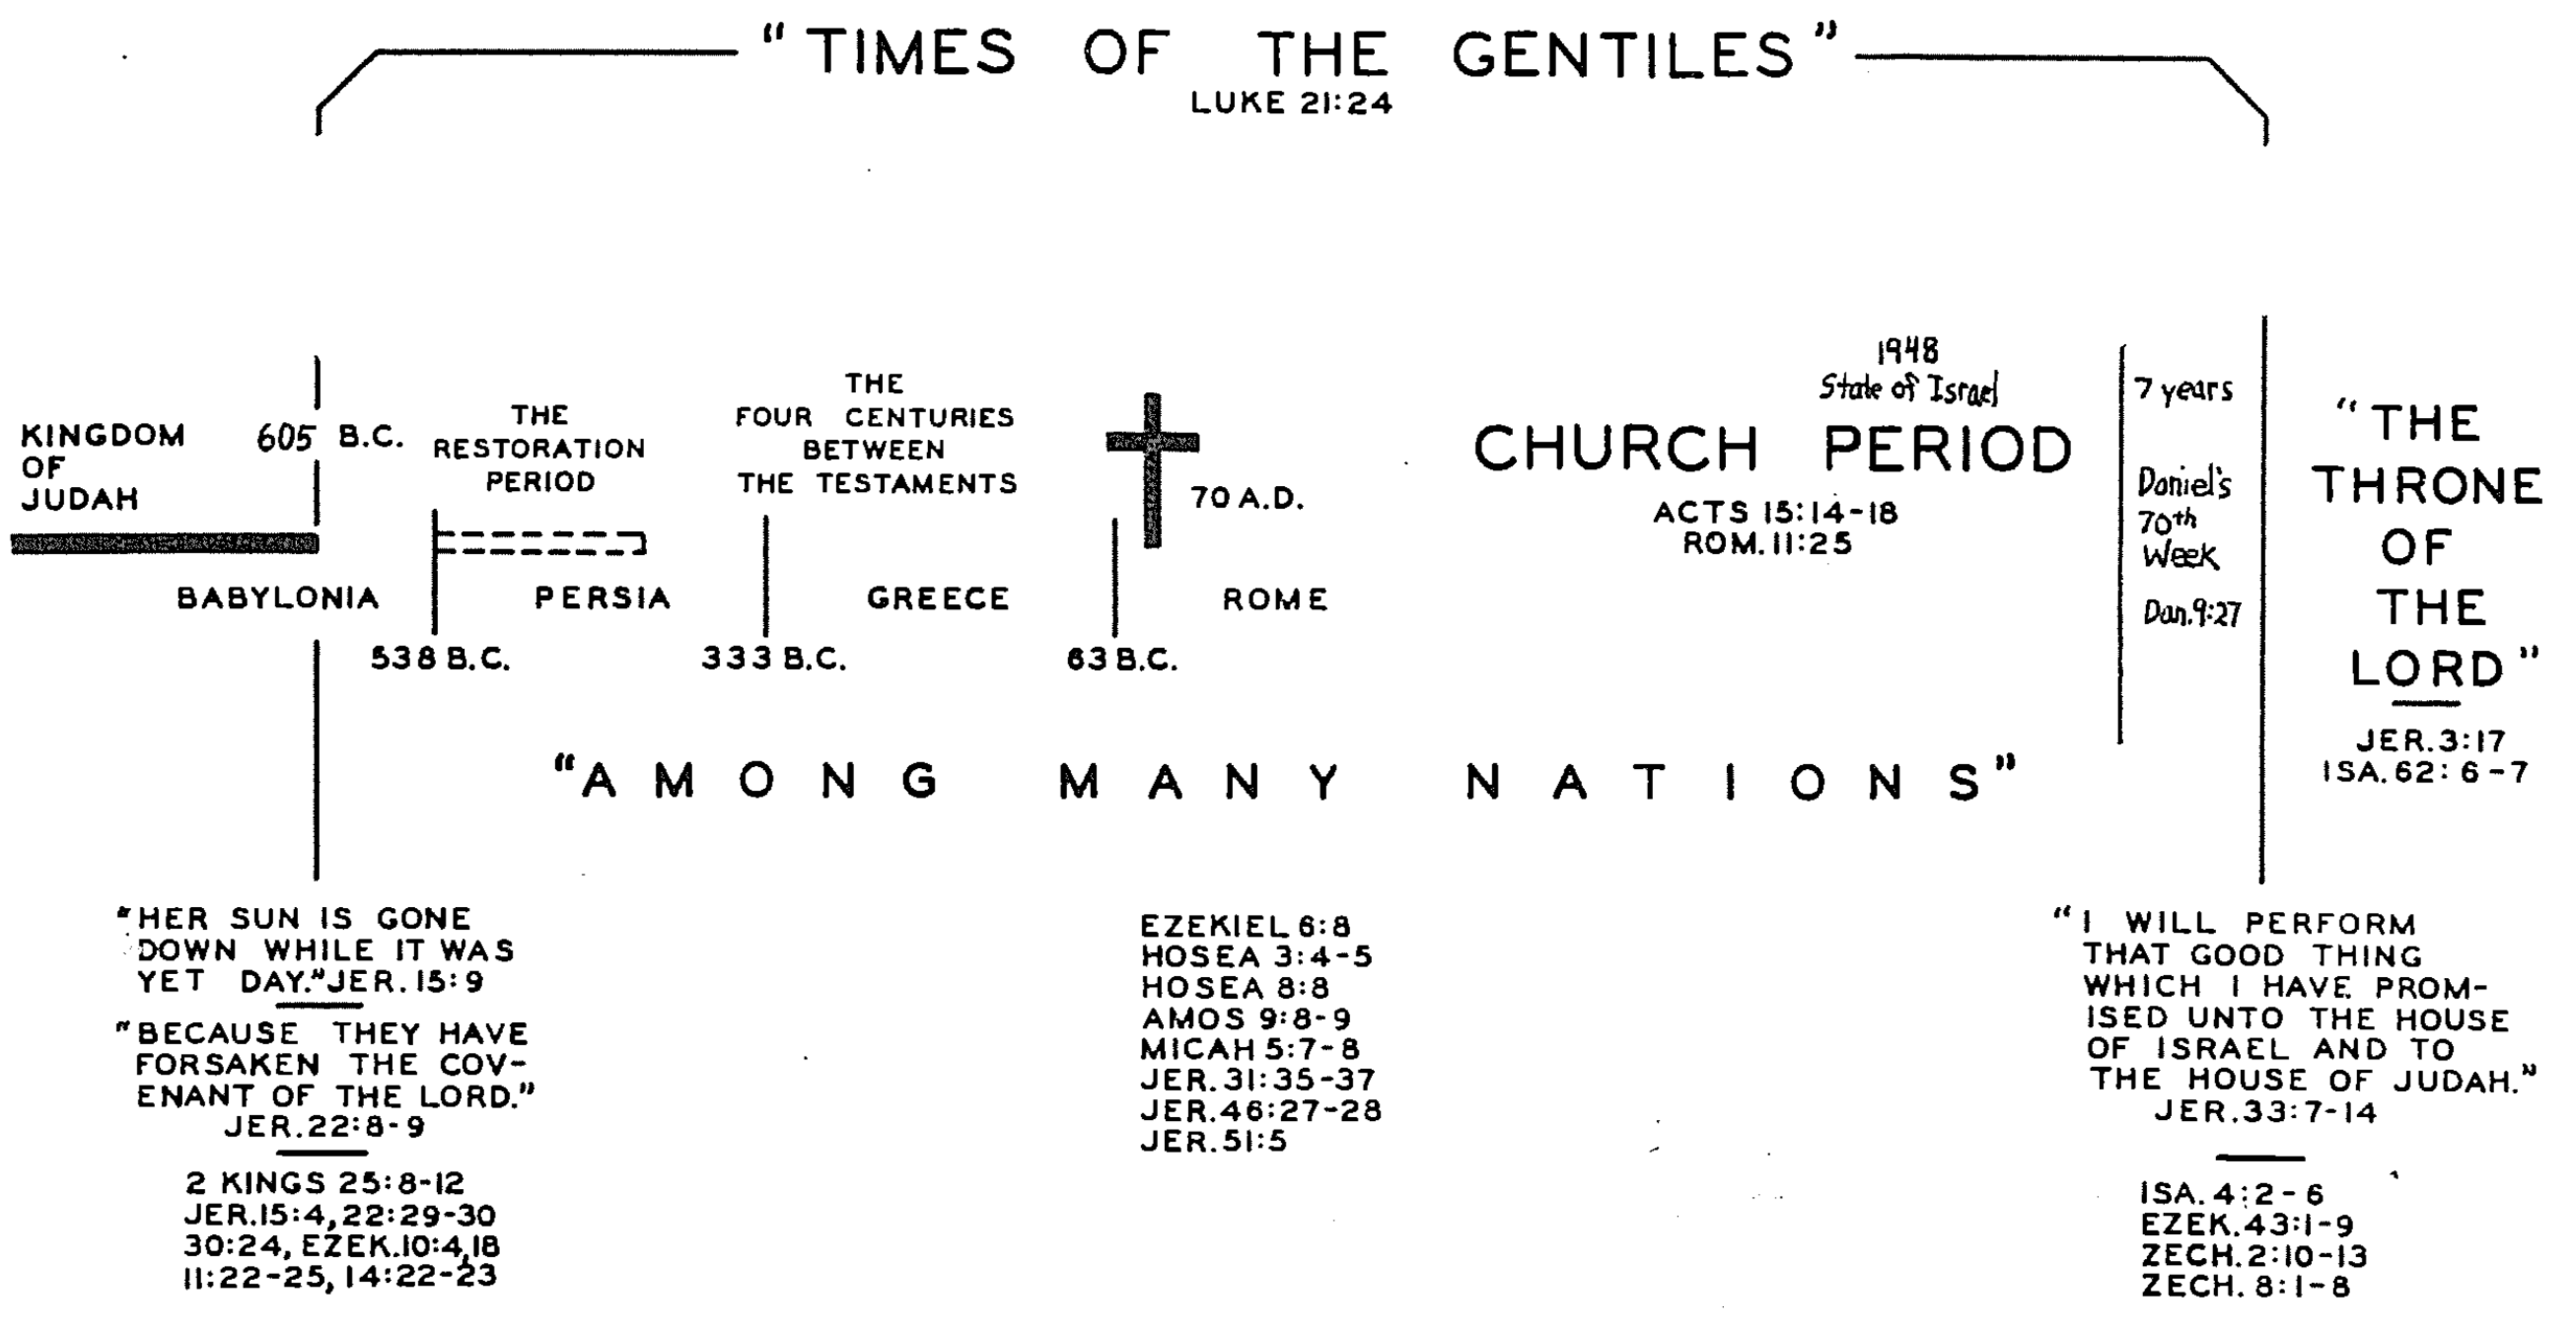 "TIMES OF THE GENTILES"
LUKE 21:24
KINGDOM
OF
JUDAH
605 B.C.
THE
RESTORATION
PERIOD
THE
FOUR CENTURIES
BETWEEN
THE TESTAMENTS
70 A.D.
1948
State of Israel
CHURCH PERIOD
ACTS 15:14-18
ROM. 11:25
7 years
Daniel's
70th
Week
Dan. 9:27
"THE
THRONE
OF
THE
LORD"
JER. 3:17
ISA. 62: 6-7
BABYLONIA
PERSIA
GREECE
ROME
538 B.C.
333 B.C.
63 B.C.
"AMONG MANY NATIONS"
"HER SUN IS GONE
DOWN WHILE IT WAS
YET DAY." JER. 15:9
"BECAUSE THEY HAVE
FORSAKEN THE COV-
ENANT OF THE LORD."
JER. 22:8-9
2 KINGS 25:8-12
JER. 15:4, 22:29-30
30:24, EZEK. 10:4,18
11:22-25, 14:22-23
EZEKIEL 6:8
HOSEA 3:4-5
HOSEA 8:8
AMOS 9:8-9
MICAH 5:7-8
JER. 31:35-37
JER. 46:27-28
JER. 51:5
"I WILL PERFORM
THAT GOOD THING
WHICH I HAVE PROM-
ISED UNTO THE HOUSE
OF ISRAEL AND TO
THE HOUSE OF JUDAH."
JER. 33:7-14
ISA. 4:2-6
EZEK. 43:1-9
ZECH. 2:10-13
ZECH. 8:1-8